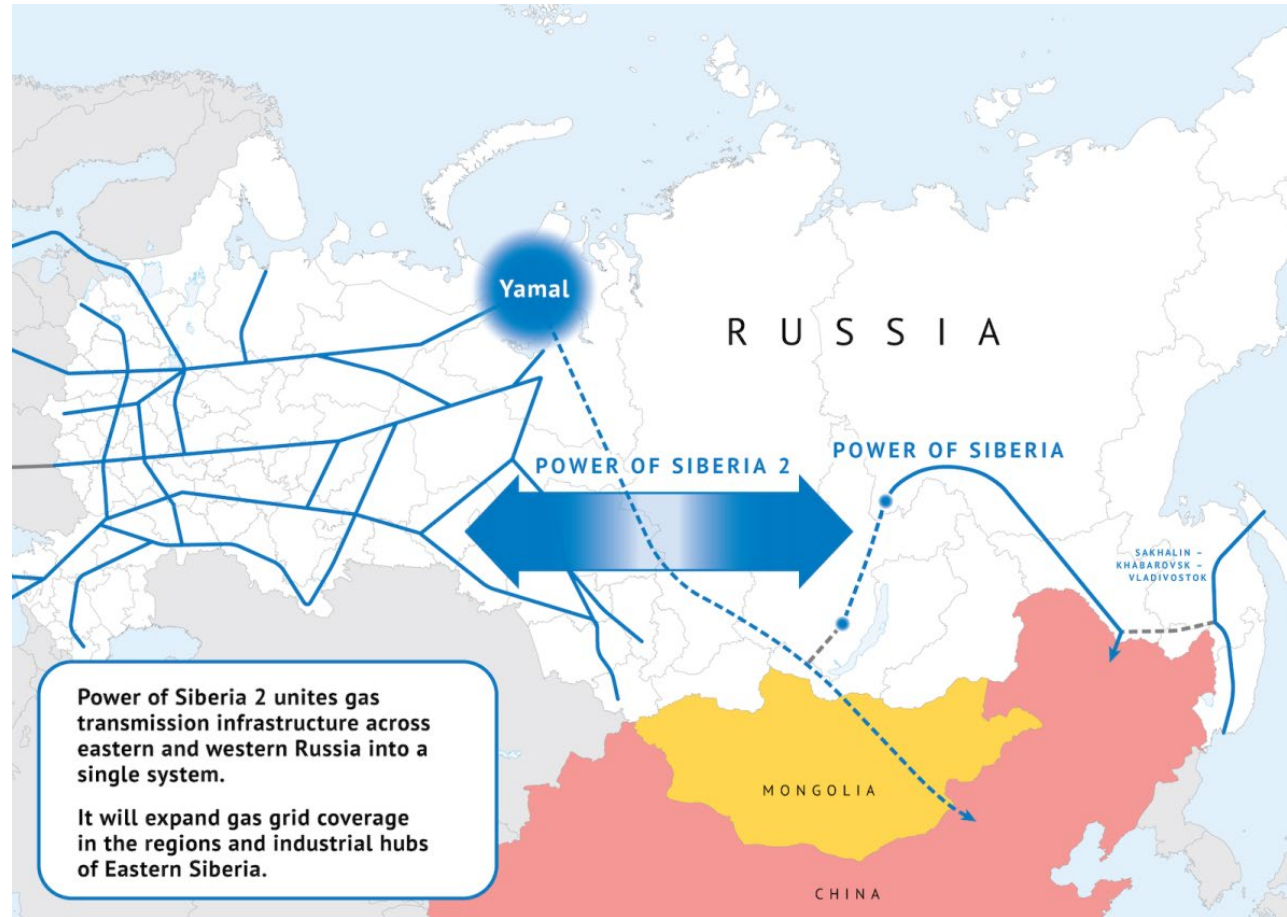 Yamal
RUSSIA
POWER OF SIBERIA 2
POWER OF SIBERIA
SAKHALIN –
KHABAROVSK –
VLADIVOSTOK
MONGOLIA
CHINA
Power of Siberia 2 unites gas
transmission infrastructure across
eastern and western Russia into a
single system.
It will expand gas grid coverage
in the regions and industrial hubs
of Eastern Siberia.